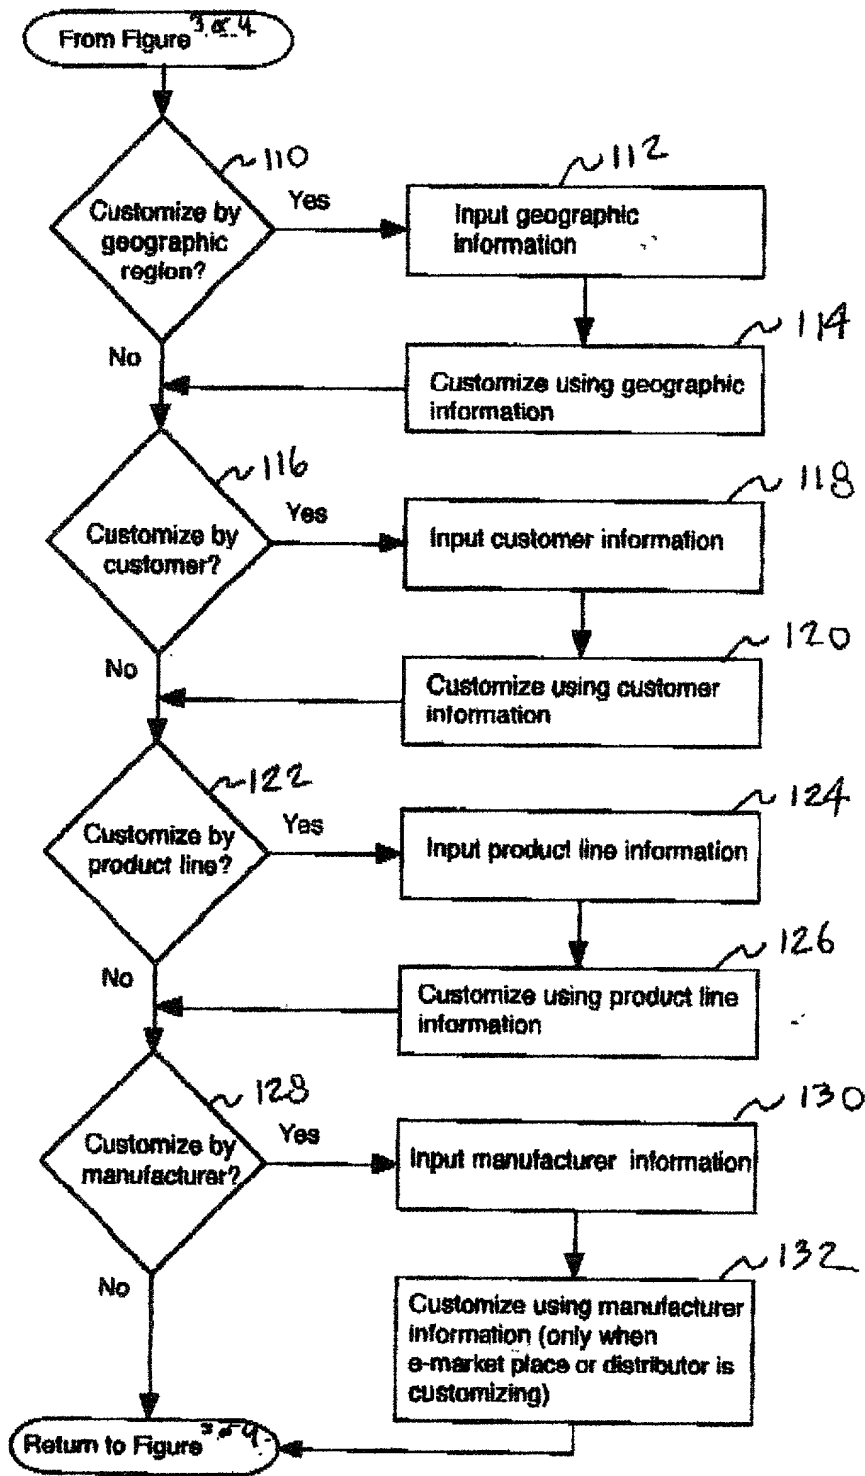 From Figure 3 or 4
110
Customize by
geographic
region?
Yes
112
Input geographic
information
No
114
Customize using geographic
information
116
Customize by
customer?
Yes
118
Input customer information
No
120
Customize using customer
information
122
Customize by
product line?
Yes
124
Input product line information
No
126
Customize using product line
information
128
Customize by
manufacturer?
Yes
130
Input manufacturer information
No
132
Customize using manufacturer
information (only when
e-market place or distributor is
customizing)
Return to Figure 3 or 4